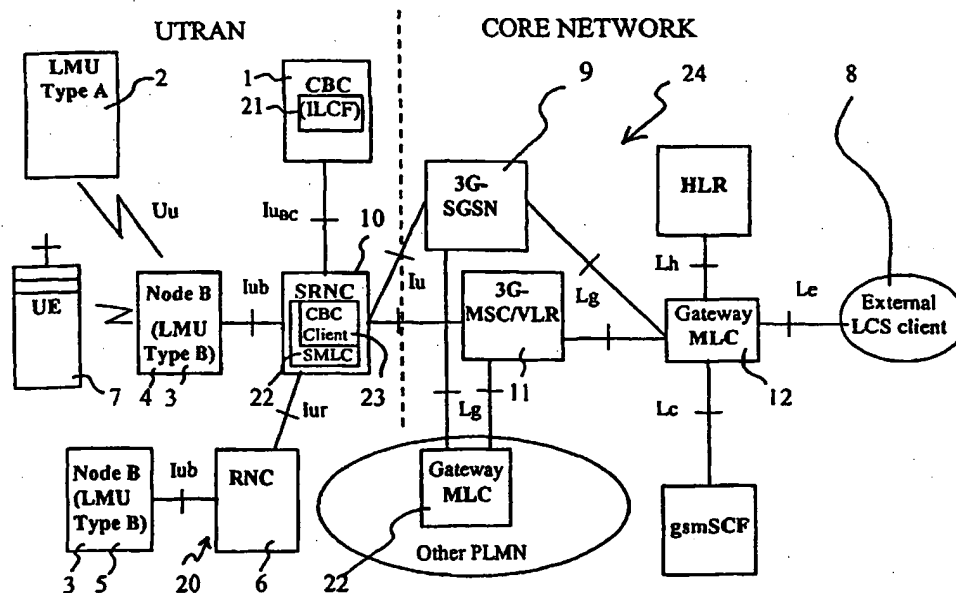 UTRAN
CORE NETWORK
LMU
Type A
2
1
CBC
(ILCF)
21
9
24
8
Uu
IuBC
10
3G-
SGSN
HLR
Iu
Lg
Lh
Le
UE
7
Node B
(LMU
Type B)
4
3
Iub
SRNC
CBC
Client
SMLC
22
23
3G-
MSC/VLR
11
Lg
Gateway
MLC
12
External
LCS client
Iur
Lg
Lc
Node B
(LMU
Type B)
3
5
Iub
20
RNC
6
Gateway
MLC
22
Other PLMN
gsmSCF